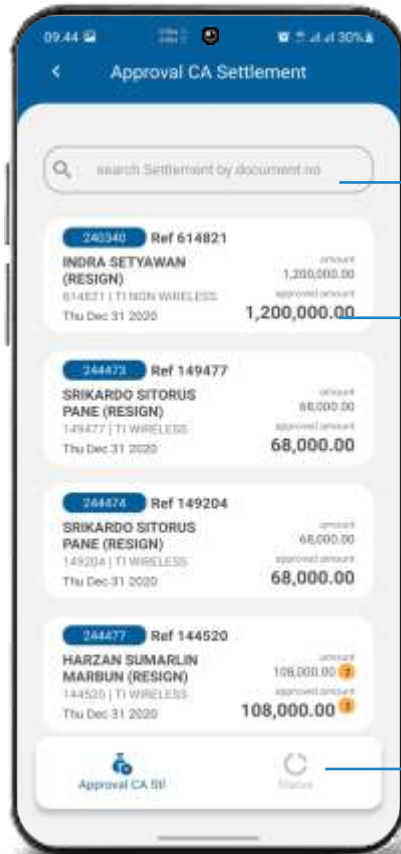 09.44
30%
Approval CA Settlement
search Settlement by document no
240340 Ref 614821
INDRA SETYAWAN
(RESIGN)
amount
1,200,000.00
614821 | TI NON WIRELESS
approved amount
Thu Dec 31 2020
1,200,000.00
244473 Ref 149477
SRIKARDO SITORUS
PANE (RESIGN)
amount
68,000.00
149477 | TI WIRELESS
approved amount
Thu Dec 31 2020
68,000.00
244474 Ref 149204
SRIKARDO SITORUS
PANE (RESIGN)
amount
68,000.00
149204 | TI WIRELESS
approved amount
Thu Dec 31 2020
68,000.00
244477 Ref 144520
HARZAN SUMARLIN
MARBUN (RESIGN)
amount
108,000.00
144520 | TI WIRELESS
approved amount
Thu Dec 31 2020
108,000.00
Approval CA Stl
Status